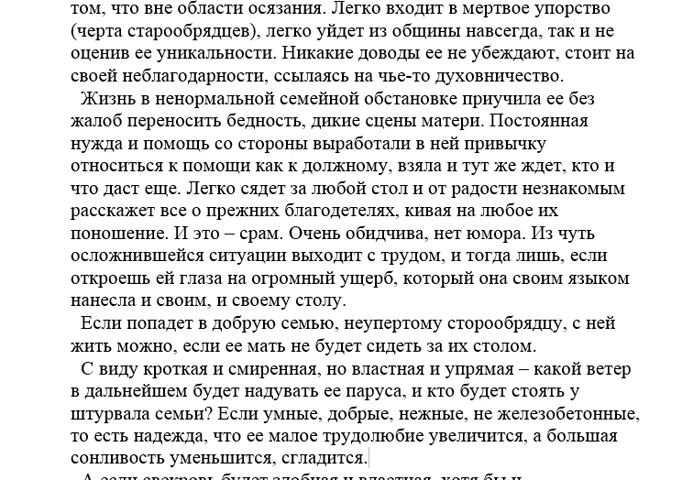 том, что вне области осязания. Легко входит в мертвое упорство
(черта старообрядцев), легко уйдет из общины навсегда, так и не
оценив ее уникальности. Никакие доводы ее не убеждают, стоит на
своей неблагодарности, ссылаясь на чье-то духовничество.
Жизнь в ненормальной семейной обстановке приучила ее без
жалоб переносить бедность, дикие сцены матери. Постоянная
нужда и помощь со стороны выработали в ней привычку
относиться к помощи как к должному, взяла и тут же ждет, кто и
что даст еще. Легко сядет за любой стол и от радости незнакомым
расскажет все о прежних благодетелях, кивая на любое их
поношение. И это – срам. Очень обидчива, нет юмора. Из чуть
осложнившейся ситуации выходит с трудом, и тогда лишь, если
откроешь ей глаза на огромный ущерб, который она своим языком
нанесла и своим, и своему столу.
Если попадет в добрую семью, неупертому сторообрядцу, с ней
жить можно, если ее мать не будет сидеть за их столом.
С виду кроткая и смиренная, но властная и упрямая – какой ветер
в дальнейшем будет надувать ее паруса, и кто будет стоять у
штурвала семьи? Если умные, добрые, нежные, не железобетонные,
то есть надежда, что ее малое трудолюбие увеличится, а большая
сонливость уменьшится, сгладится.
А если свекровь будет злобная и властная, хотя бы и